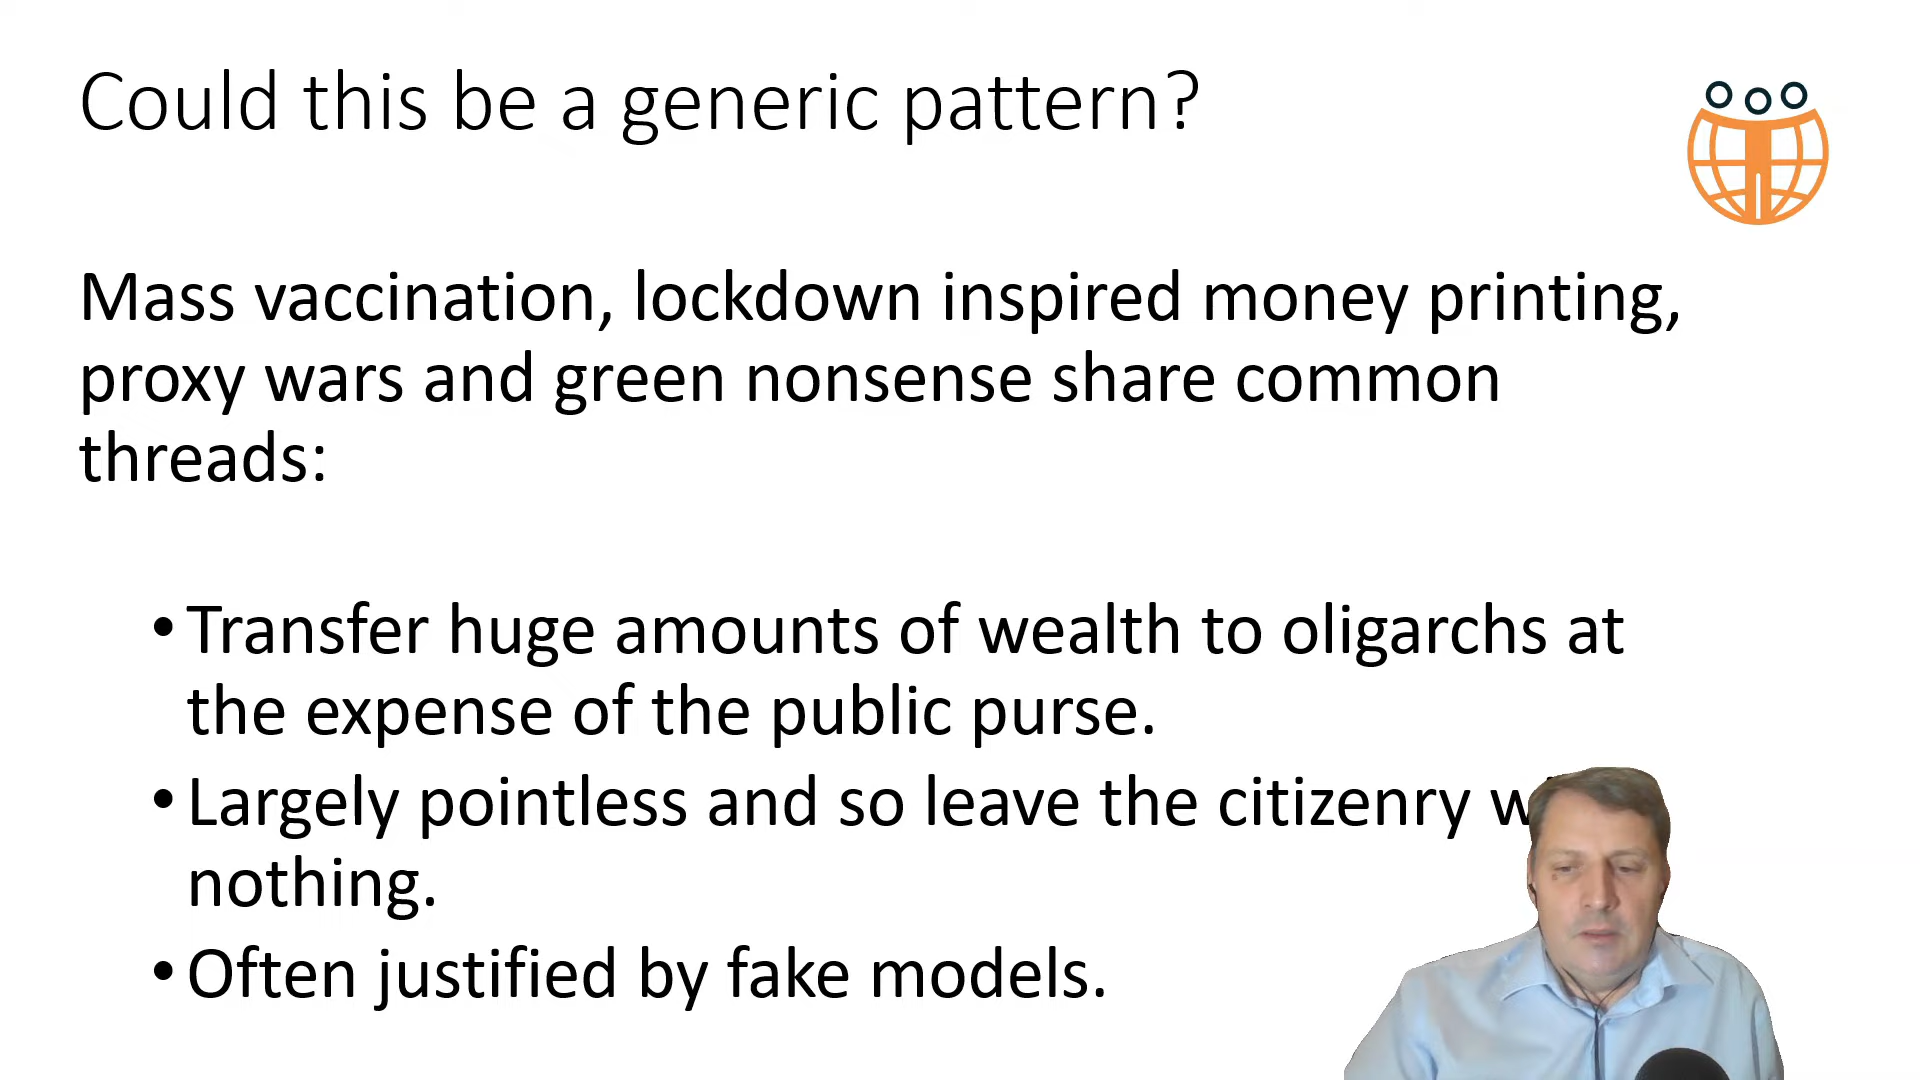 Could this be a generic pattern?
Mass vaccination, lockdown inspired money printing,
proxy wars and green nonsense share common
threads:
•Transfer huge amounts of wealth to oligarchs at
the expense of the public purse.
•Largely pointless and so leave the citizenry
nothing.
•Often justified by fake models.